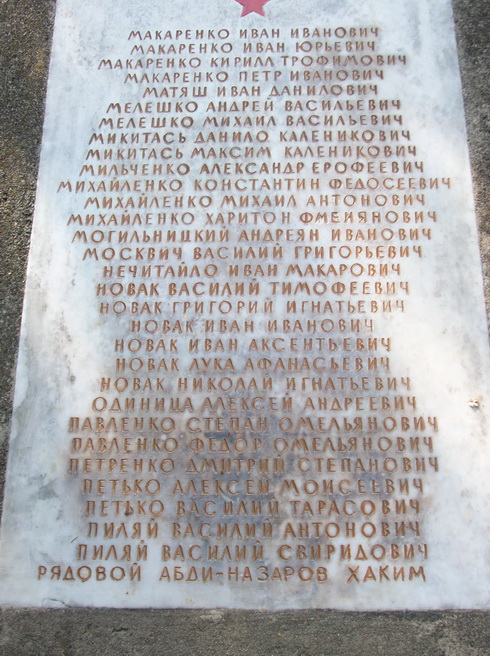 МАКАРЕНКО ИВАН ИВАНОВИЧ
МАКАРЕНКО ИВАН ЮРЬЕВИЧ
МАКАРЕНКО КИРИЛЛ ТРОФИМОВИЧ
МАКАРЕНКО ПЕТР ИВАНОВИЧ
МАТЯШ ИВАН ДАНИЛОВИЧ
МЕЛЕШКО АНДРЕЙ ВАСИЛЬЕВИЧ
МЕЛЕШКО МИХАИЛ ВАСИЛЬЕВИЧ
МИКИТАСЬ ДАНИЛО КАЛЕНИКОВИЧ
МИКИТАСЬ МАКСИМ КАЛЕНИКОВИЧ
МИЛЬЧЕНКО АЛЕКСАНДР ЕРОФЕЕВИЧ
МИХАЙЛЕНКО КОНСТАНТИН ФЕДОСЕЕВИЧ
МИХАЙЛЕНКО МИХАИЛ АНТОНОВИЧ
МИХАЙЛЕНКО ХАРИТОН ФМЕЛЯНОВИЧ
МОГИЛЬНИЦКИЙ АНДРЕЯН ИВАНОВИЧ
МОСКВИЧ ВАСИЛИЙ ГРИГОРЬЕВИЧ
НЕЧИТАЙЛО ИВАН МАКАРОВИЧ
НОВАК ВАСИЛИЙ ТИМОФЕЕВИЧ
НОВАК ГРИГОРИЙ ИГНАТЬЕВИЧ
НОВАК ИВАН ИВАНОВИЧ
НОВАК ИВАН АКСЕНТЬЕВИЧ
НОВАК ЛУКА АФАНАСЬЕВИЧ
НОВАК НИКОЛАЙ ИГНАТЬЕВИЧ
ОДИНИЦА АЛЕКСЕЙ АНДРЕЕВИЧ
ПАВЛЕНКО СТЕПАН ОМЕЛЬЯНОВИЧ
ПАВЛЕНКО ФЕДОР ОМЕЛЬЯНОВИЧ
ПЕТРЕНКО ДМИТРИЙ СТЕПАНОВИЧ
ПЕТЬКО АЛЕКСЕЙ МОИСЕЕВИЧ
ПЕТЬКО ВАСИЛИЙ ТАРАСОВИЧ
ПИЛЯЙ ВАСИЛИЙ АНТОНОВИЧ
ПИЛЯЙ ВАСИЛИЙ СВИРИДОВИЧ
РЯДОВОЙ АБДИ-НАЗАРОВ ХАКИМ